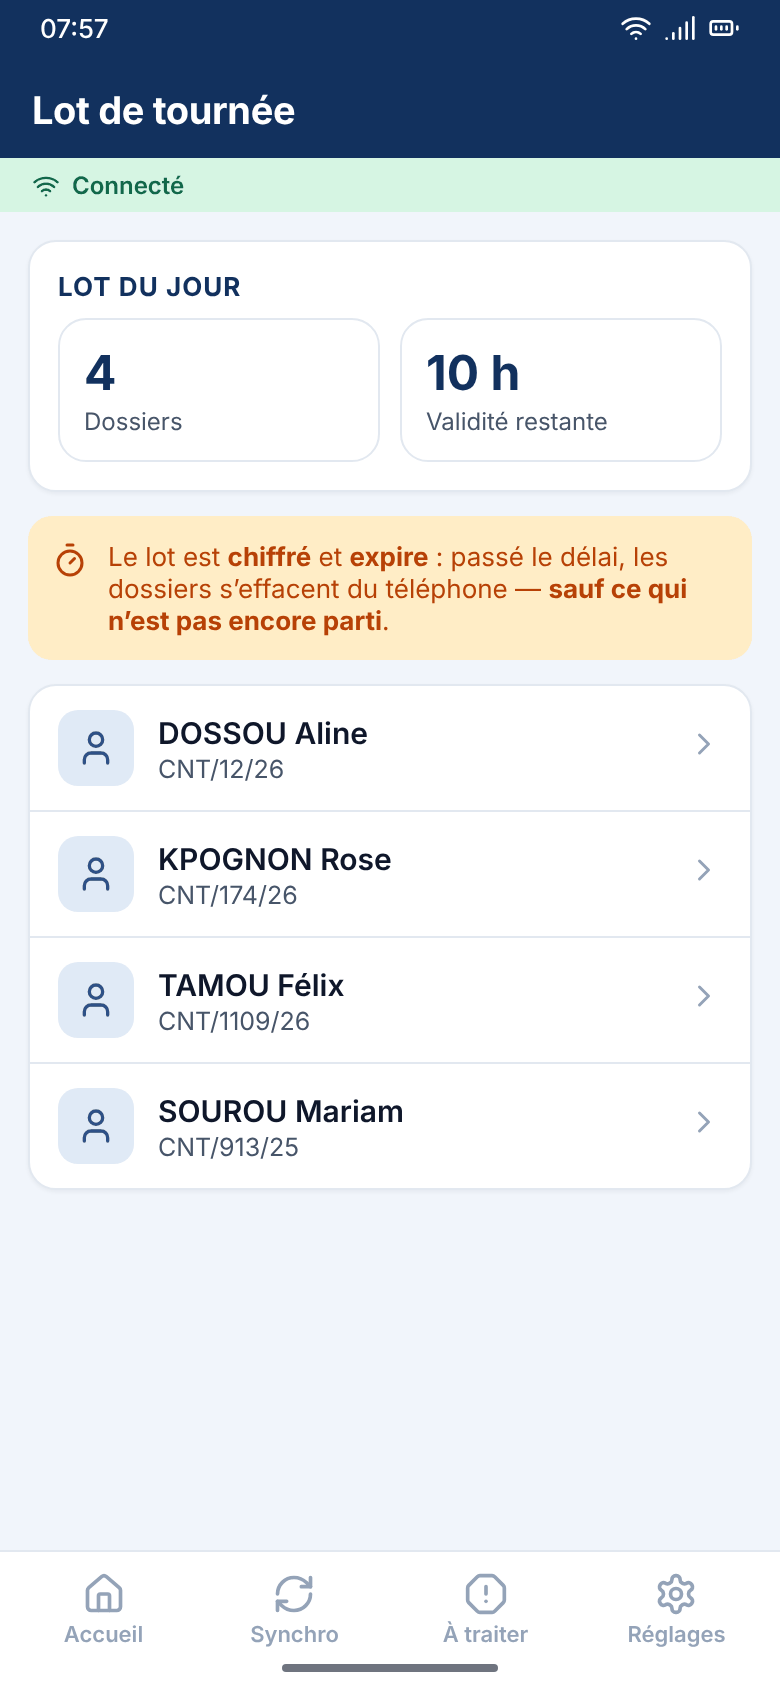 07:57
Lot de tournée
Connecté
LOT DU JOUR
4
Dossiers
10 h
Validité restante
Le lot est chiffré et expire : passé le délai, les
dossiers s’effacent du téléphone — sauf ce qui
n’est pas encore parti.
DOSSOU Aline
CNT/12/26
KPOGNON Rose
CNT/174/26
TAMOU Félix
CNT/1109/26
SOUROU Mariam
CNT/913/25
Accueil
Synchro
À traiter
Réglages